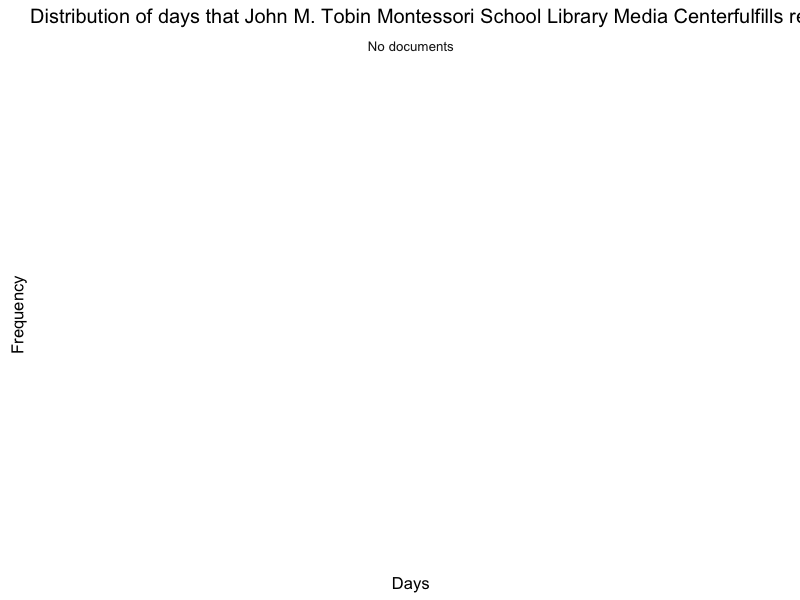 Distribution of days that John M. Tobin Montessori School Library Media Centerfulfills re
No documents
Frequency
Days